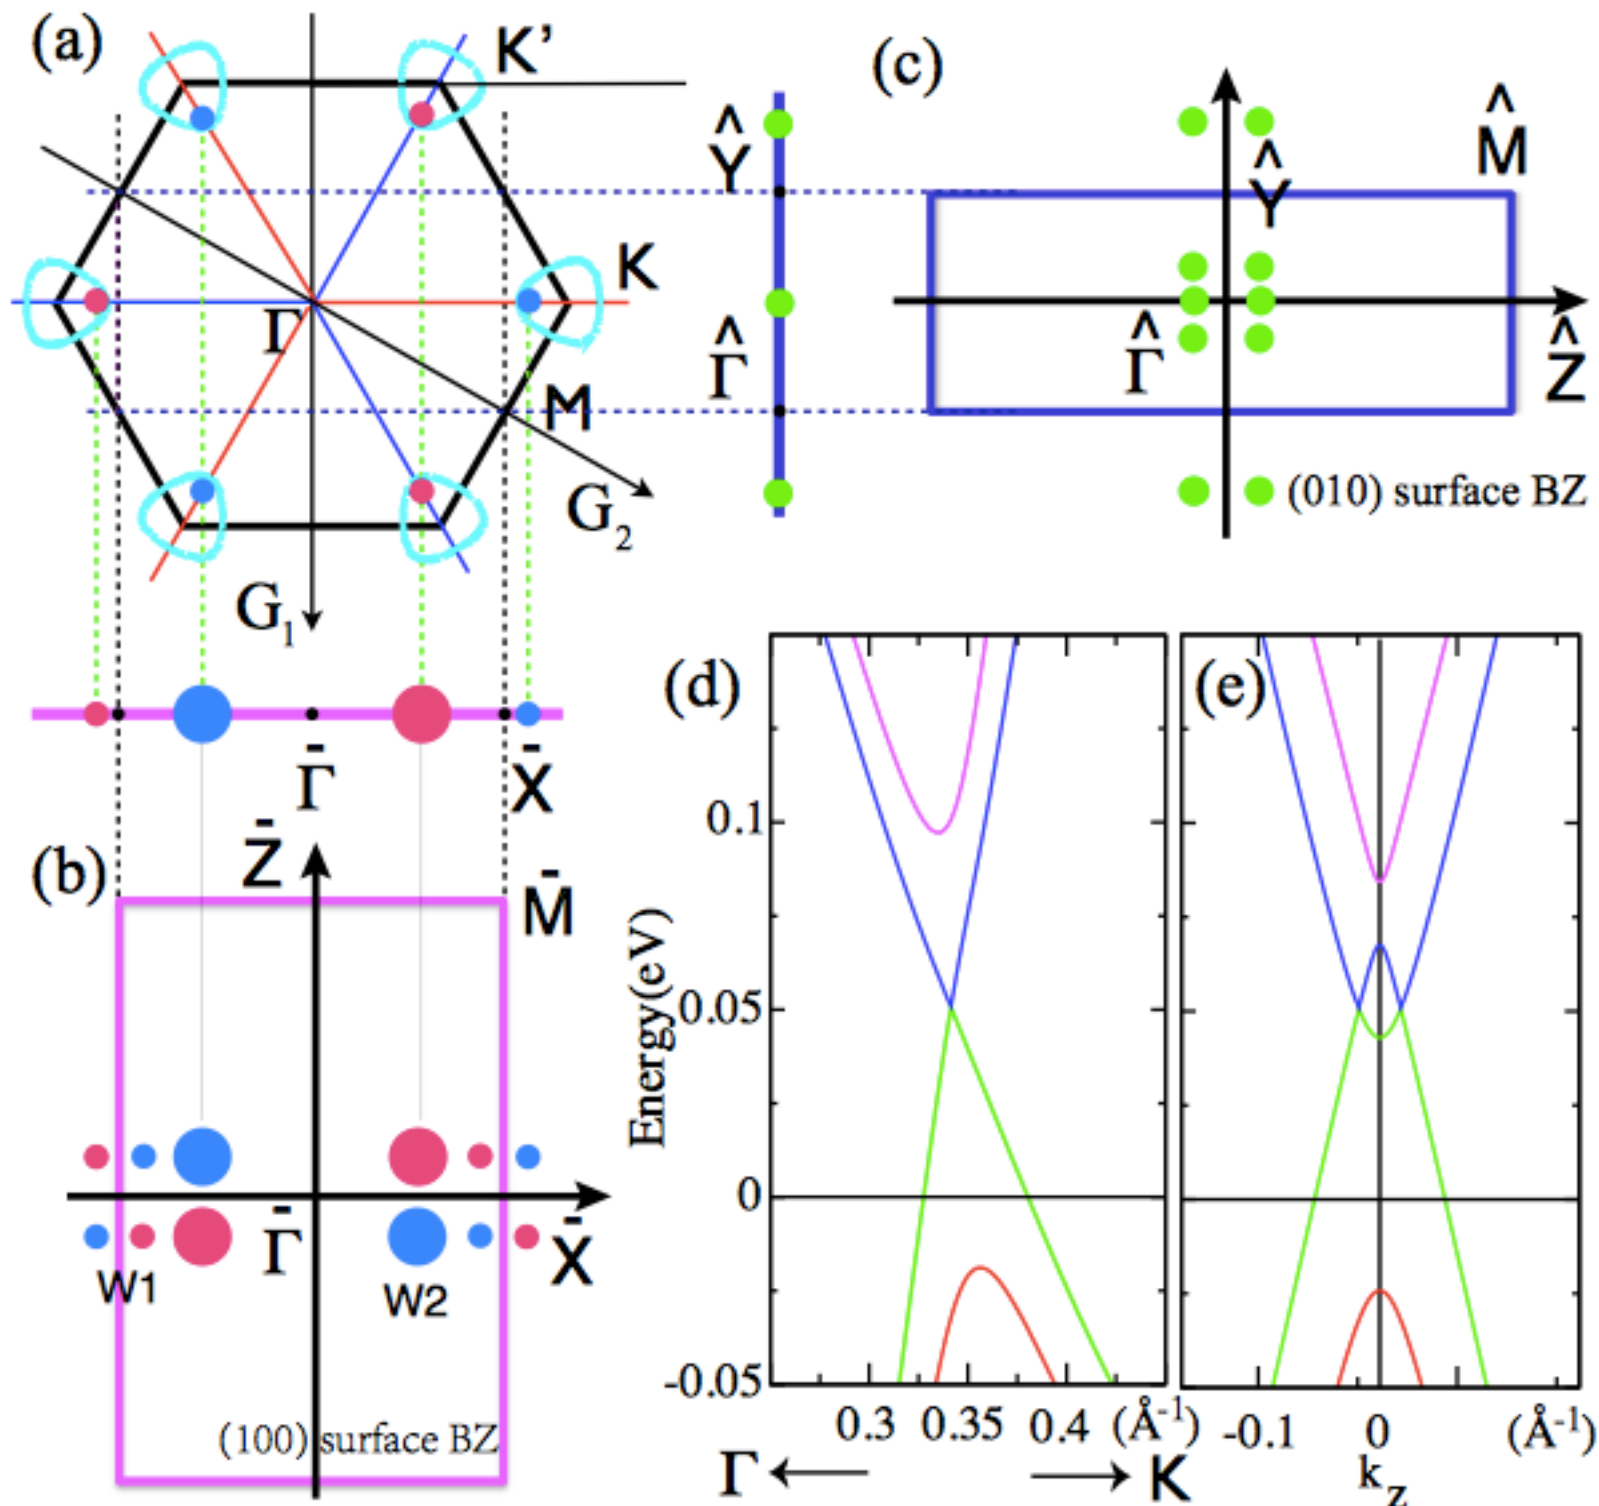 (a)
K’
K
Γ
M
G₂
G₁
Γ̄
X̄
(b)
Z̄
M̄
Γ̄
X̄
W1
W2
(100) surface BZ
(c)
Ŷ
Γ̂
M̂
Ŷ
Γ̂
Ẑ
(010) surface BZ
(d)
Energy(eV)
0.1
0.05
0
-0.05
0.3 0.35 0.4 (Å⁻¹)
Γ K
(e)
-0.1 0 (Å⁻¹)
k_z